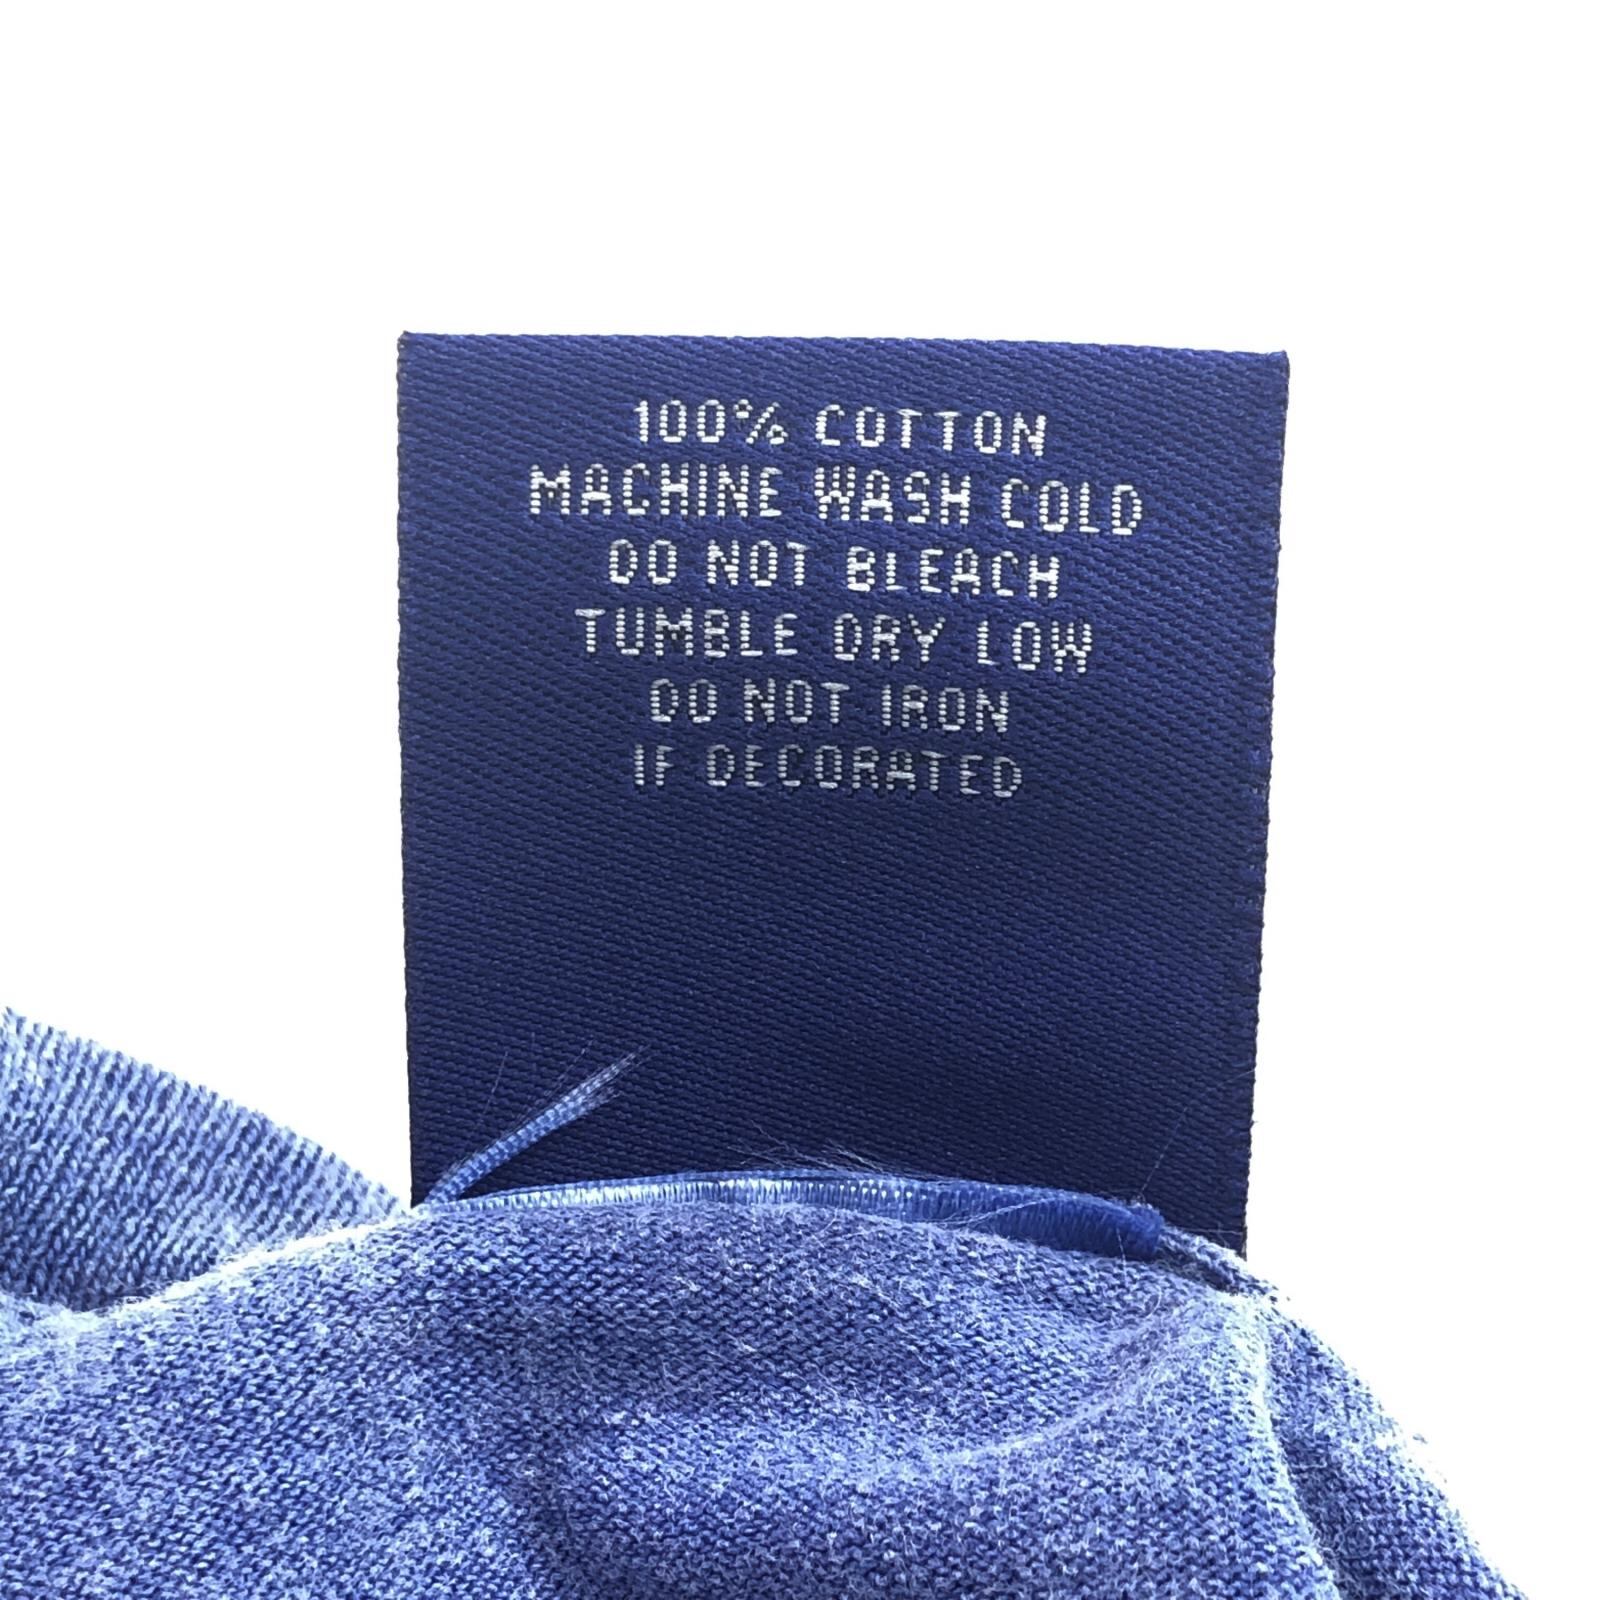 100% COTTON
MACHINE WASH COLD
DO NOT BLEACH
TUMBLE DRY LOW
DO NOT IRON
IF DECORATED